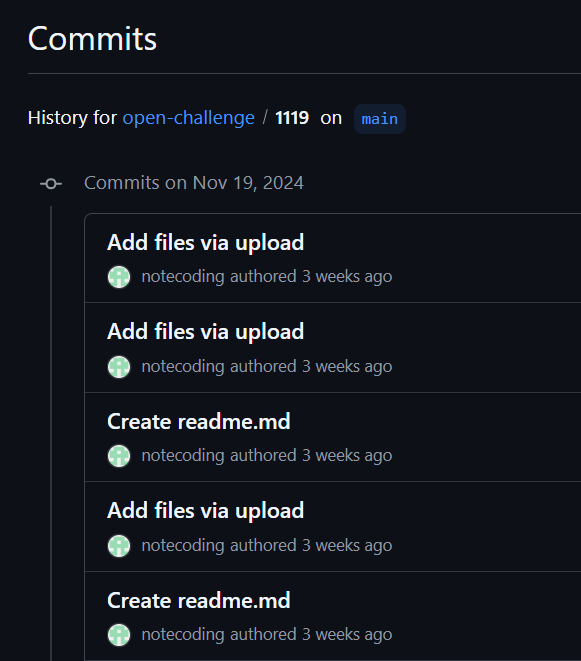 Commits
History for open-challenge / 1119 on main
Commits on Nov 19, 2024
Add files via upload
notecoding authored 3 weeks ago
Add files via upload
notecoding authored 3 weeks ago
Create readme.md
notecoding authored 3 weeks ago
Add files via upload
notecoding authored 3 weeks ago
Create readme.md
notecoding authored 3 weeks ago